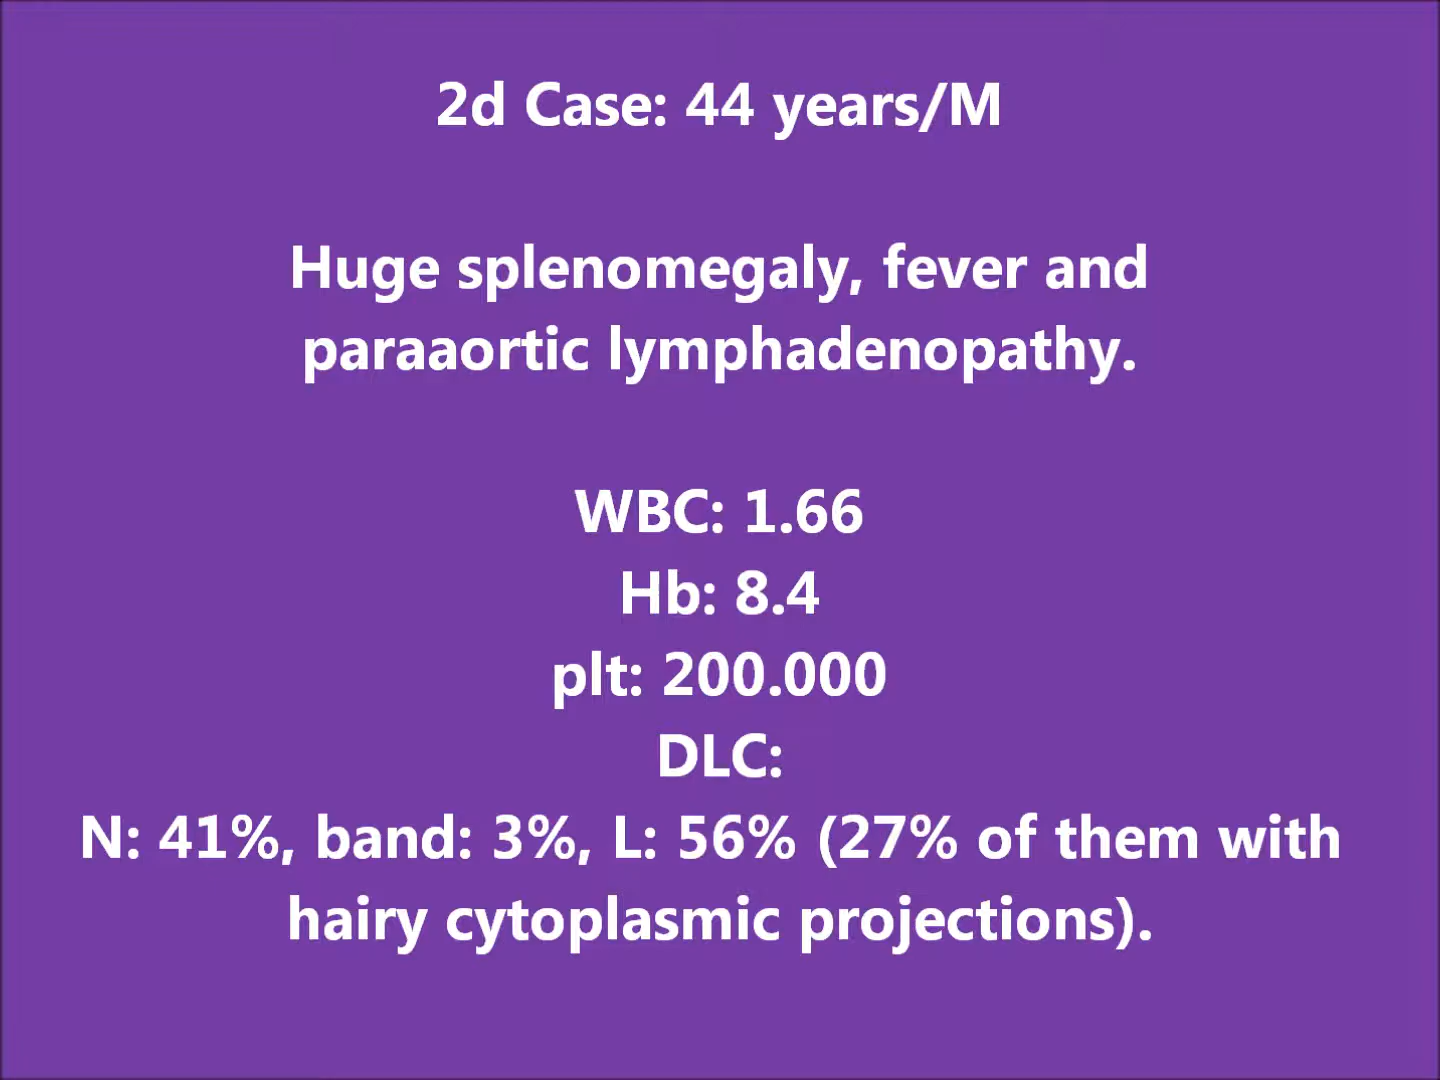 2d Case: 44 years/M
Huge splenomegaly, fever and
paraaortic lymphadenopathy.
WBC: 1.66
Hb: 8.4
plt: 200.000
DLC:
N: 41%, band: 3%, L: 56% (27% of them with
hairy cytoplasmic projections).